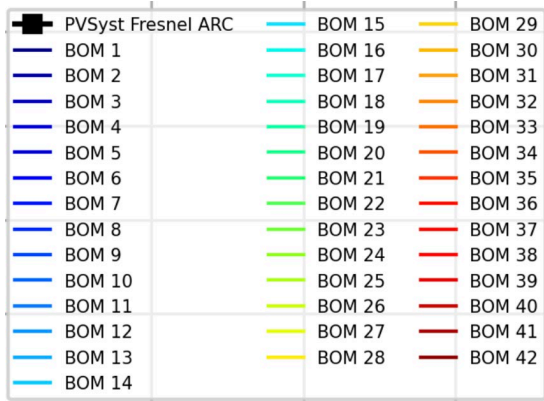 PVSyst Fresnel ARC
BOM 1
BOM 2
BOM 3
BOM 4
BOM 5
BOM 6
BOM 7
BOM 8
BOM 9
BOM 10
BOM 11
BOM 12
BOM 13
BOM 14
BOM 15
BOM 16
BOM 17
BOM 18
BOM 19
BOM 20
BOM 21
BOM 22
BOM 23
BOM 24
BOM 25
BOM 26
BOM 27
BOM 28
BOM 29
BOM 30
BOM 31
BOM 32
BOM 33
BOM 34
BOM 35
BOM 36
BOM 37
BOM 38
BOM 39
BOM 40
BOM 41
BOM 42